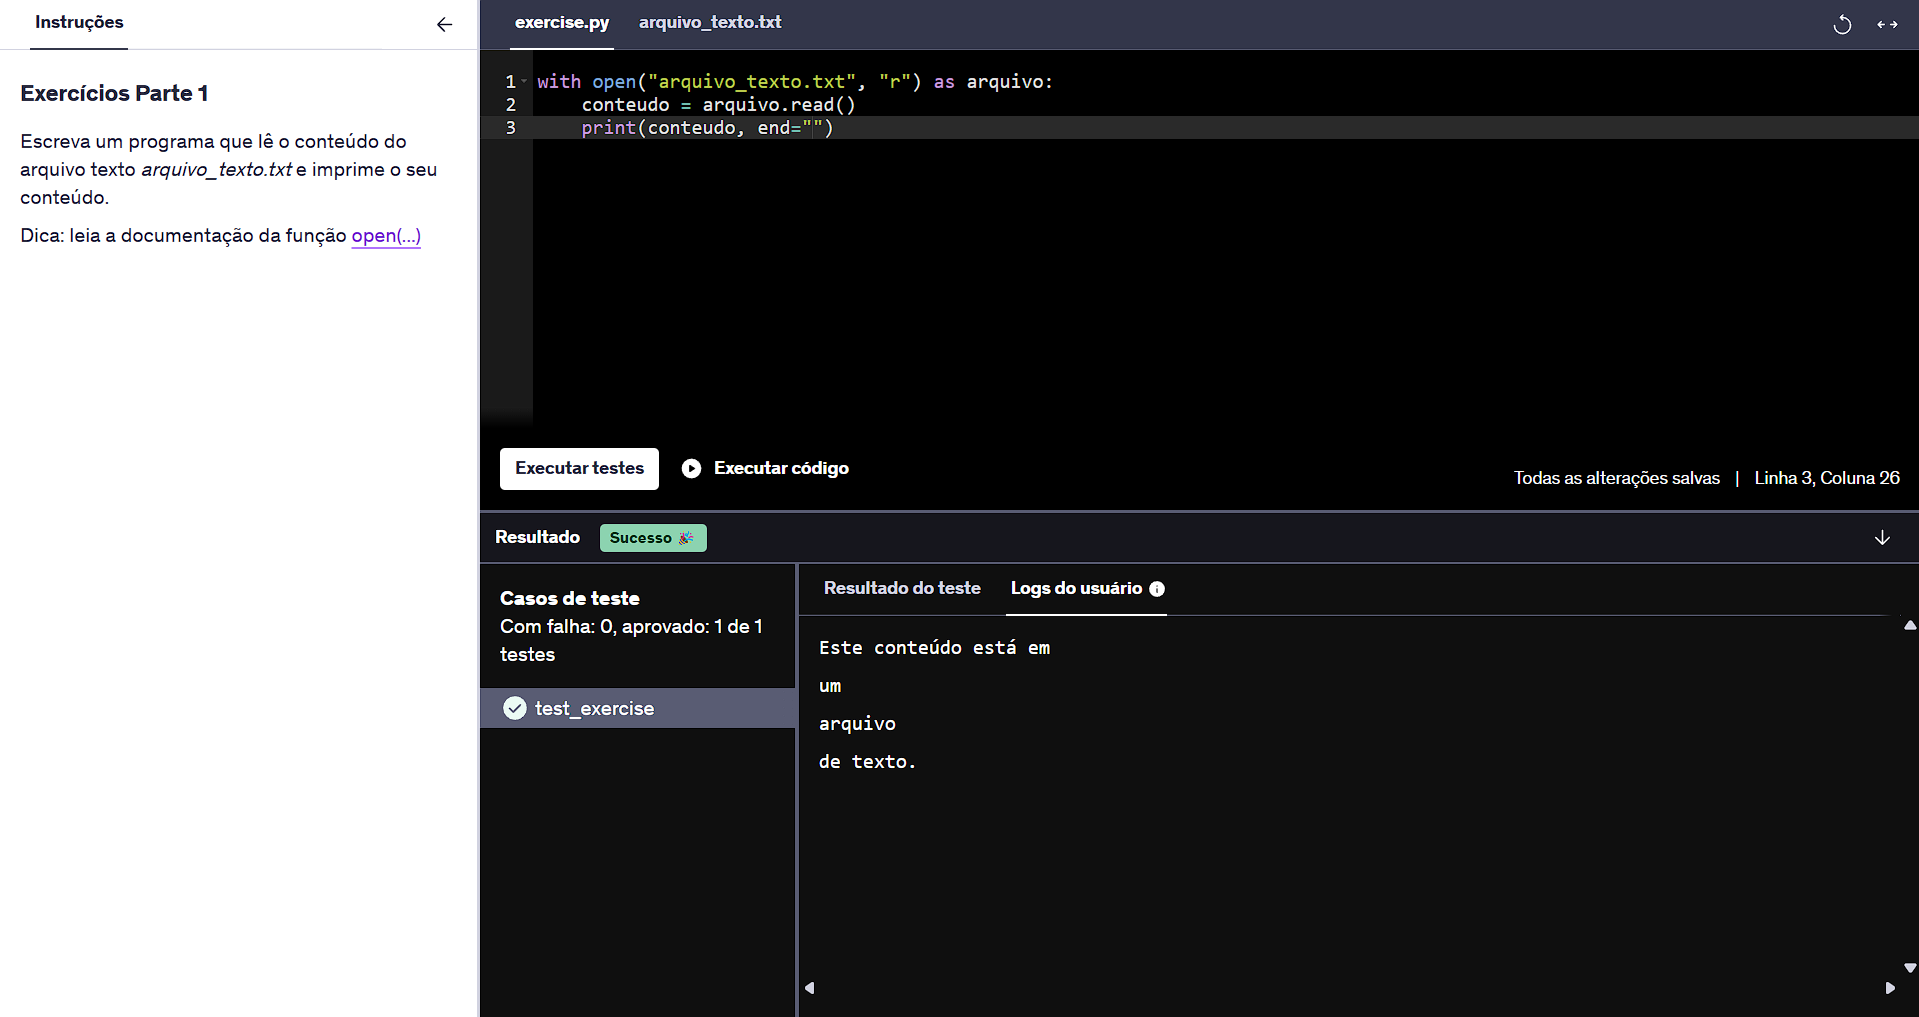 Instruções
Exercícios Parte 1
Escreva um programa que lê o conteúdo do
arquivo texto arquivo_texto.txt e imprime o seu
conteúdo.
Dica: leia a documentação da função open(...)
exercise.py
arquivo_texto.txt
1 with open("arquivo_texto.txt", "r") as arquivo:
2     conteudo = arquivo.read()
3     print(conteudo, end="")
Executar testes
Executar código
Todas as alterações salvas | Linha 3, Coluna 26
Resultado
Sucesso 🎉
Casos de teste
Com falha: 0, aprovado: 1 de 1
testes
test_exercise
Resultado do teste
Logs do usuário
Este conteúdo está em
um
arquivo
de texto.